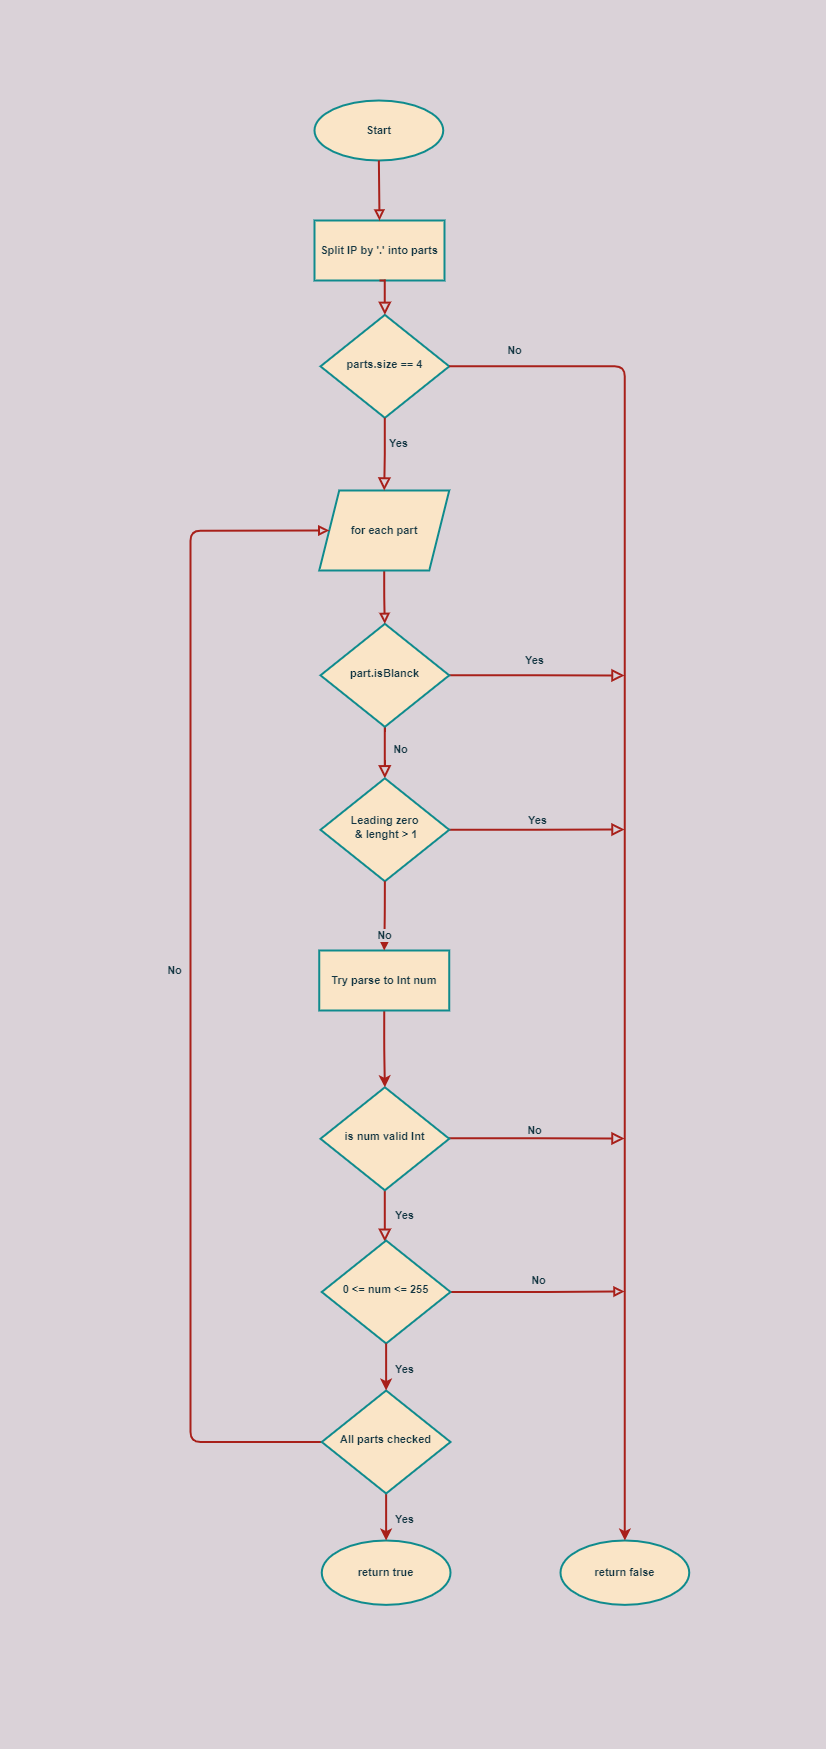 Start
Split IP by '.' into parts
parts.size == 4
No
Yes
for each part
part.isBlanck
Yes
No
Leading zero
& lenght > 1
Yes
No
No
Try parse to Int num
is num valid Int
No
Yes
0 <= num <= 255
No
Yes
All parts checked
Yes
return true
return false